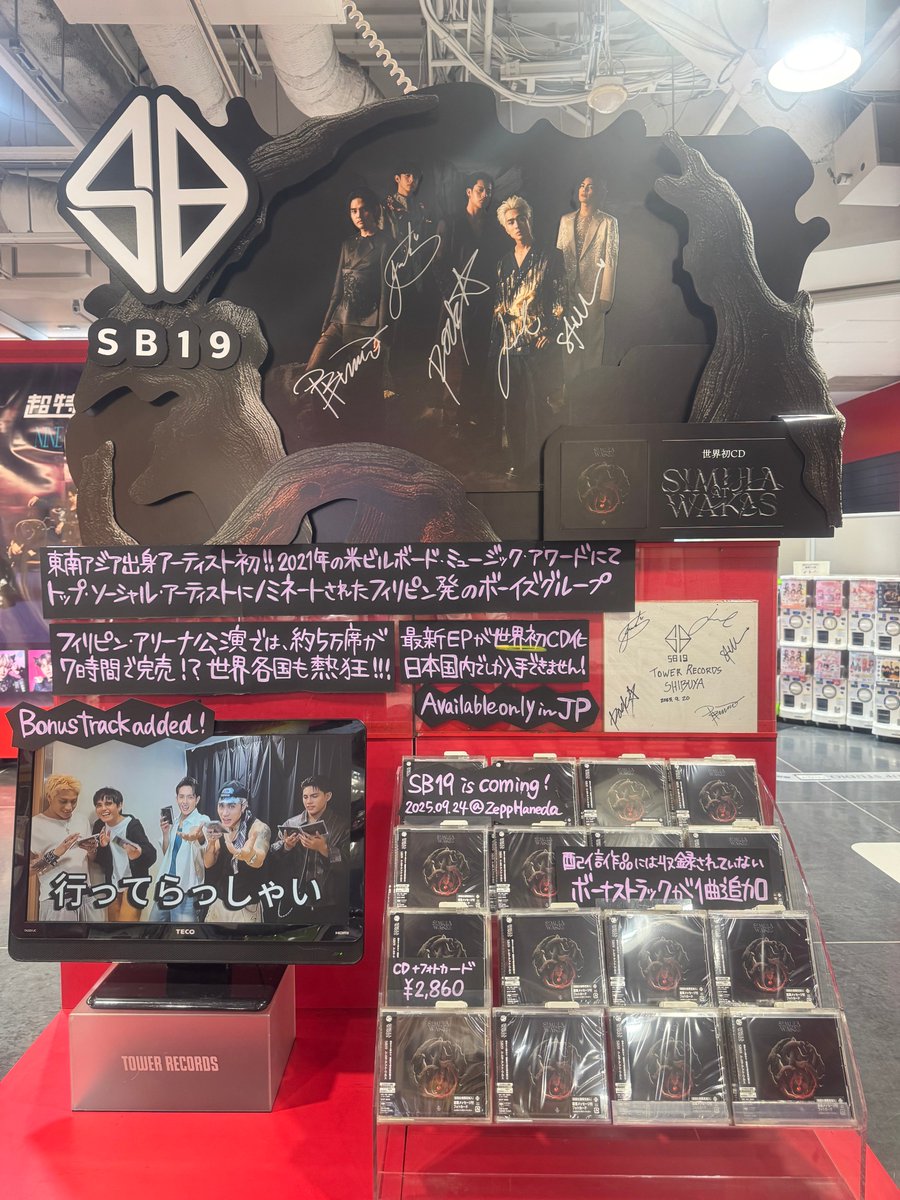 SB
SB19
世界初CD
SIMULA
AT
WAKAS
東南アジア出身アーティスト初!!2021年の米ビルボード・ミュージック・アワードにて
トップ・ソーシャル・アーティストにノミネートされたフィリピン発のボーイズグループ
フィリピン・アリーナ公演では、約5万席が
7時間で完売!?世界各国も熱狂!!!
最新EPが世界初CD化
日本国内でしか入手できません!
Available only in JP
SB19
TOWER RECORDS
SHIBUYA
2025.9.20
Bonus track added!
行ってらっしゃい
TECO
HDMI
TOWER RECORDS
SB19 is coming!
2025.09.24@ZeppHaneda
配信作品には収録されていない
ボーナストラックが1曲追加
CD+フォトカード
¥2,860
SIMULA
WAKAS
超特